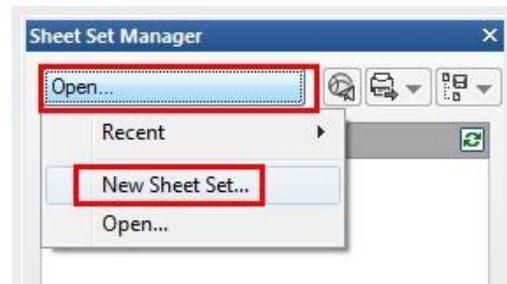 Sheet Set Manager
Open...
Recent
New Sheet Set...
Open...